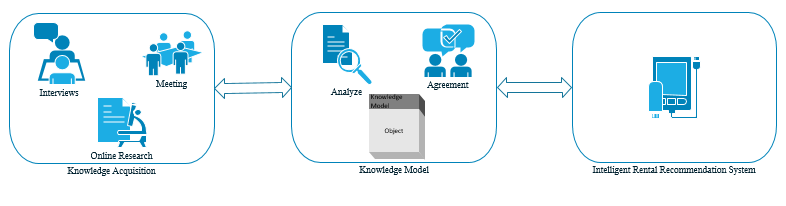 Interviews
Meeting
Online Research
Knowledge Acquisition
Analyze
Agreement
Knowledge
Model
Object
Knowledge Model
Intelligent Rental Recommendation System